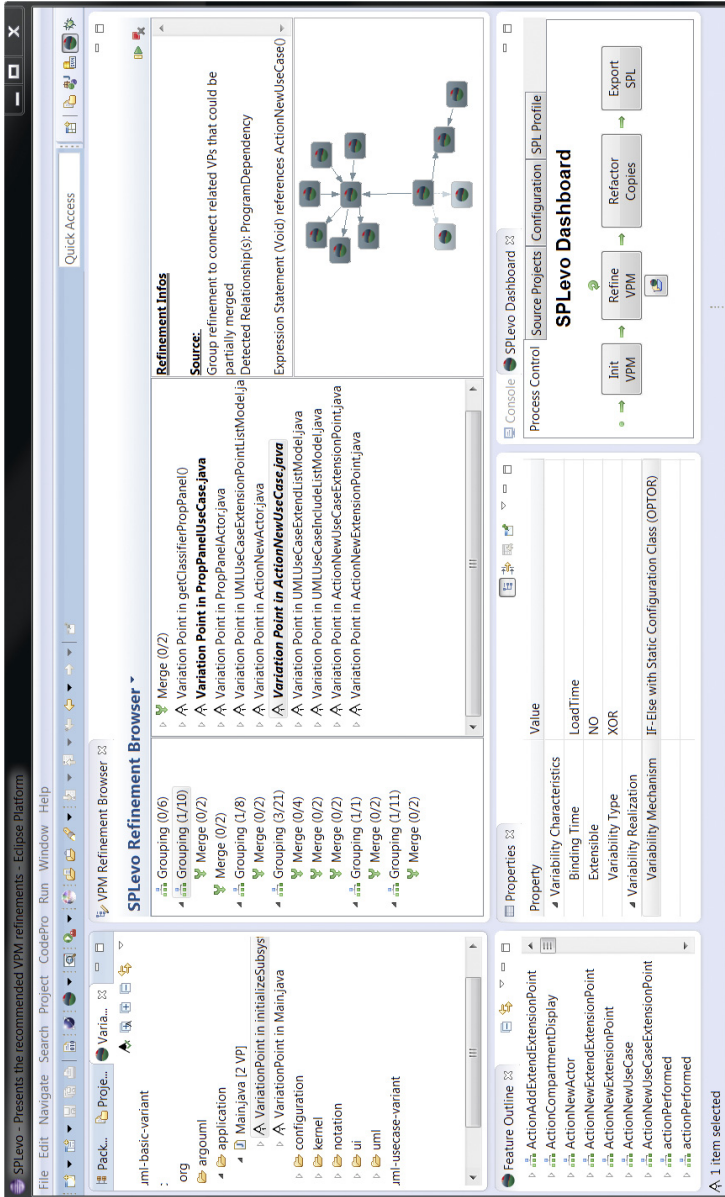 SPLevo - Presents the recommended VPM refinements - Eclipse Platform
File Edit Navigate Search Project CodePro Run Window Help
Quick Access
Pack...
Proje...
Varia...
uml-basic-variant
org
argouml
application
Main.java [2 VP]
VariationPoint in initializeSubsys
VariationPoint in Main.java
configuration
kernel
notation
ui
uml
uml-usecase-variant
VPM Refinement Browser
SPLevo Refinement Browser
Grouping (0/6)
Grouping (1/10)
Merge (0/2)
Merge (0/2)
Grouping (1/8)
Merge (0/2)
Grouping (3/21)
Merge (0/4)
Merge (0/2)
Merge (0/2)
Grouping (1/1)
Merge (0/2)
Grouping (1/11)
Merge (0/2)
Merge (0/2)
Variation Point in getClassifierPropPanel()
Variation Point in PropPanelUseCase.java
Variation Point in PropPanelActor.java
Variation Point in UMLUseCaseExtensionPointListModel.ja
Variation Point in ActionNewActor.java
Variation Point in ActionNewUseCase.java
Variation Point in UMLUseCaseExtendListModel.java
Variation Point in UMLUseCaseIncludeListModel.java
Variation Point in ActionNewUseCaseExtensionPoint.java
Variation Point in ActionNewExtensionPoint.java
Refinement Infos
Source:
Group refinement to connect related VPs that could be
partially merged
Detected Relationship(s): ProgramDependency
Expression Statement (Void) references ActionNewUseCase()
Feature Outline
ActionAddExtendExtensionPoint
ActionCompartmentDisplay
ActionNewActor
ActionNewExtendExtensionPoint
ActionNewExtensionPoint
ActionNewUseCase
ActionNewUseCaseExtensionPoint
actionPerformed
actionPerformed
Properties
Property Value
Variability Characteristics
Binding Time LoadTime
Extensible NO
Variability Type XOR
Variability Realization
Variability Mechanism IF-Else with Static Configuration Class (OPTOR)
Console SPLevo Dashboard
Process Control Source Projects Configuration SPL Profile
SPLevo Dashboard
Init VPM
Refine VPM
Refactor Copies
Export SPL
1 item selected